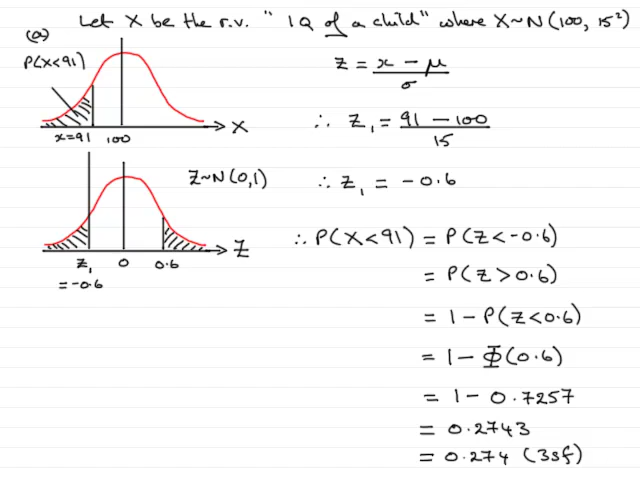 (a) Let X be the r.v. "IQ of a child" where X~N(100, 15²)
P(X<91)
x=91 100 X
Z~N(0,1)
Z₁ 0 0.6 Z
= -0.6
Z = x - μ / σ
∴ Z₁ = 91 - 100 / 15
∴ Z₁ = -0.6
∴ P(X<91) = P(Z<-0.6)
= P(Z>0.6)
= 1 - P(Z<0.6)
= 1 - Φ(0.6)
= 1 - 0.7257
= 0.2743
= 0.274 (3sf)